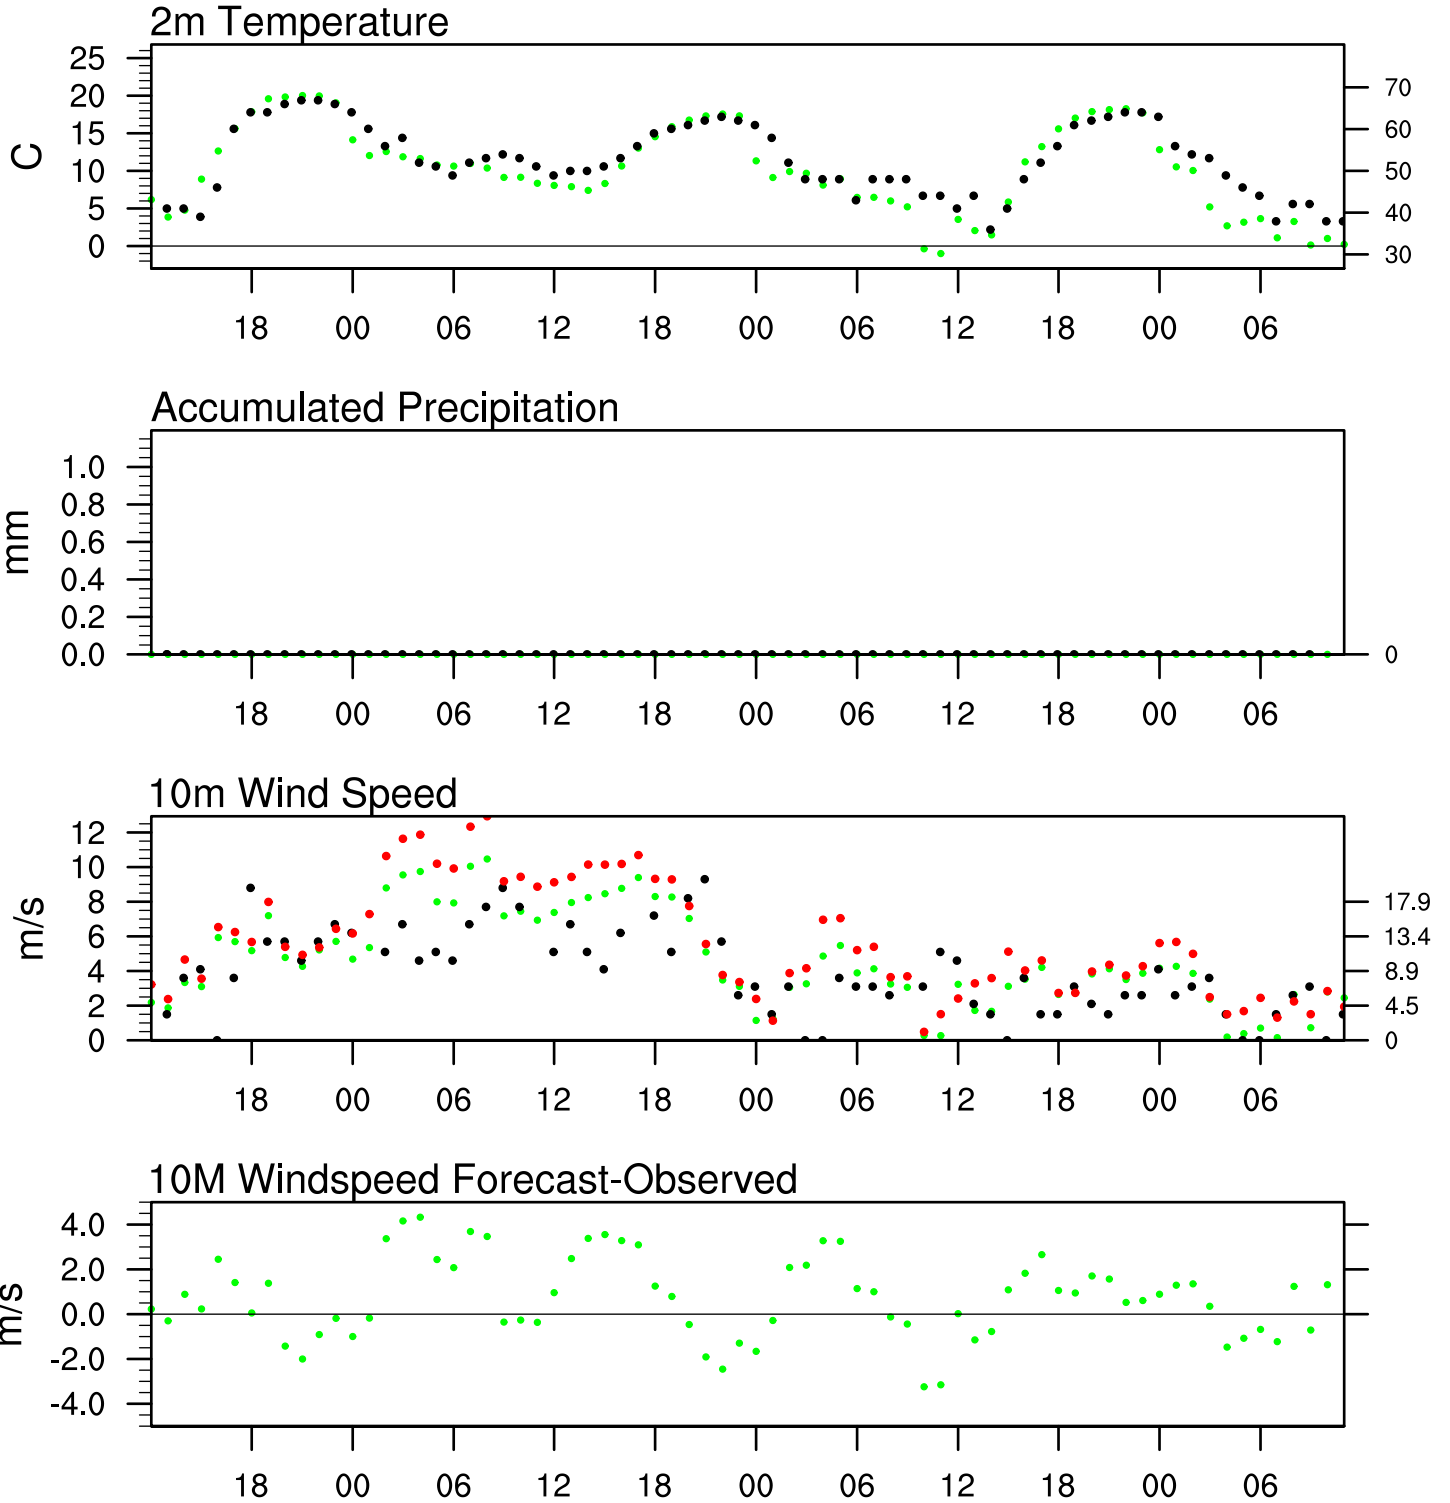 2m Temperature
25
20
15
10
5
0
C
70
60
50
40
30
18 00 06 12 18 00 06 12 18 00 06
Accumulated Precipitation
1.0
0.8
0.6
0.4
0.2
0.0
mm
0
18 00 06 12 18 00 06 12 18 00 06
10m Wind Speed
12
10
8
6
4
2
0
m/s
17.9
13.4
8.9
4.5
0
18 00 06 12 18 00 06 12 18 00 06
10M Windspeed Forecast-Observed
4.0
2.0
0.0
-2.0
-4.0
m/s
18 00 06 12 18 00 06 12 18 00 06